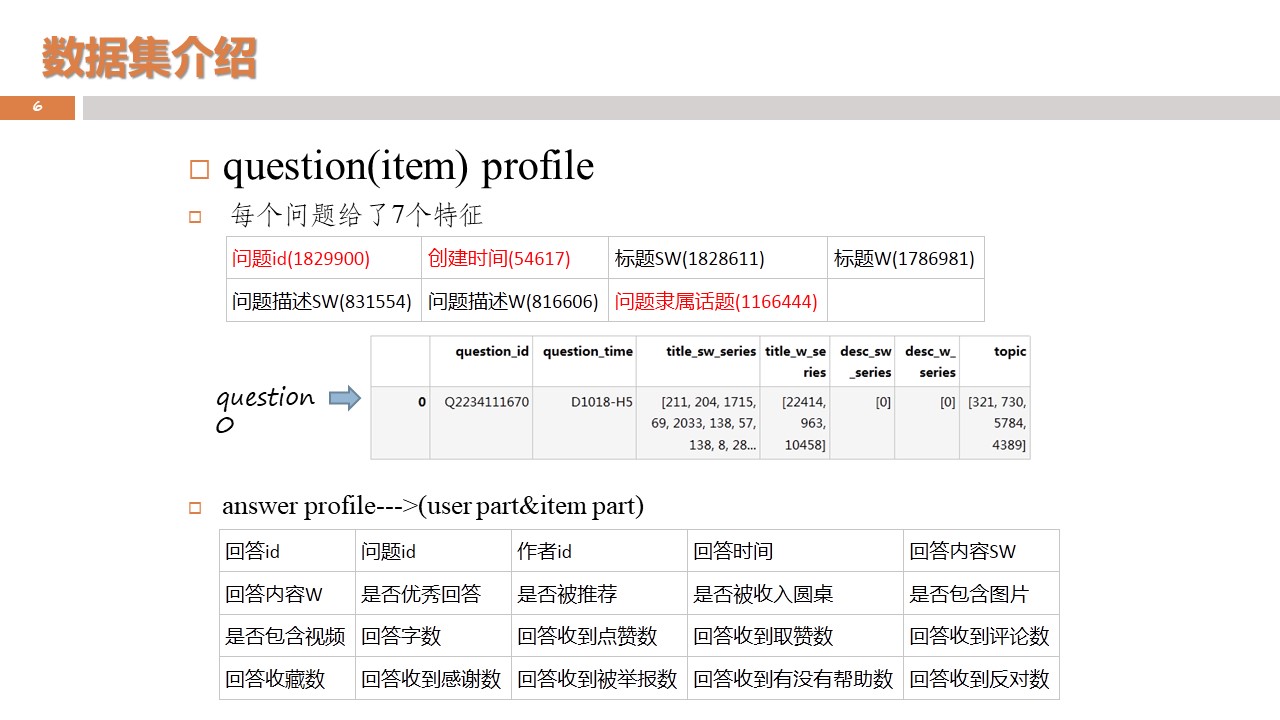 数据集介绍
6
question(item) profile
每个问题给了7个特征
问题id(1829900) 创建时间(54617) 标题SW(1828611) 标题W(1786981)
问题描述SW(831554) 问题描述W(816606) 问题隶属话题(1166444)
question_id question_time title_sw_series title_w_se desc_sw desc_w_ topic
ries _series series
question
0
0 Q2234111670 D1018-H5 [211, 204, 1715, [22414, [0] [0] [321, 730,
69, 2033, 138, 57, 963, 5784,
138, 8, 28... 10458] 4389]
answer profile--->(user part&item part)
回答id 问题id 作者id 回答时间 回答内容SW
回答内容W 是否优秀回答 是否被推荐 是否被收入圆桌 是否包含图片
是否包含视频 回答字数 回答收到点赞数 回答收到取赞数 回答收到评论数
回答收藏数 回答收到感谢数 回答收到被举报数 回答收到有没有帮助数 回答收到反对数